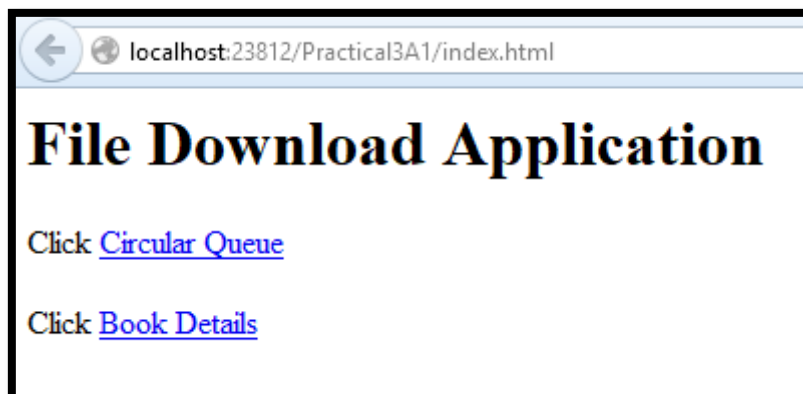 localhost:23812/Practical3A1/index.html
File Download Application
Click Circular Queue
Click Book Details